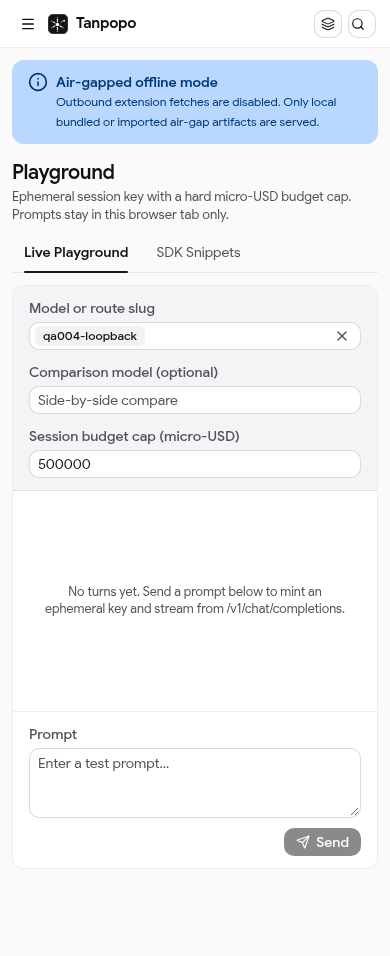 Tanpopo
Air-gapped offline mode
Outbound extension fetches are disabled. Only local
bundled or imported air-gap artifacts are served.
Playground
Ephemeral session key with a hard micro-USD budget cap.
Prompts stay in this browser tab only.
Live Playground
SDK Snippets
Model or route slug
qa004-loopback
Comparison model (optional)
Side-by-side compare
Session budget cap (micro-USD)
500000
No turns yet. Send a prompt below to mint an
ephemeral key and stream from /v1/chat/completions.
Prompt
Enter a test prompt...
Send